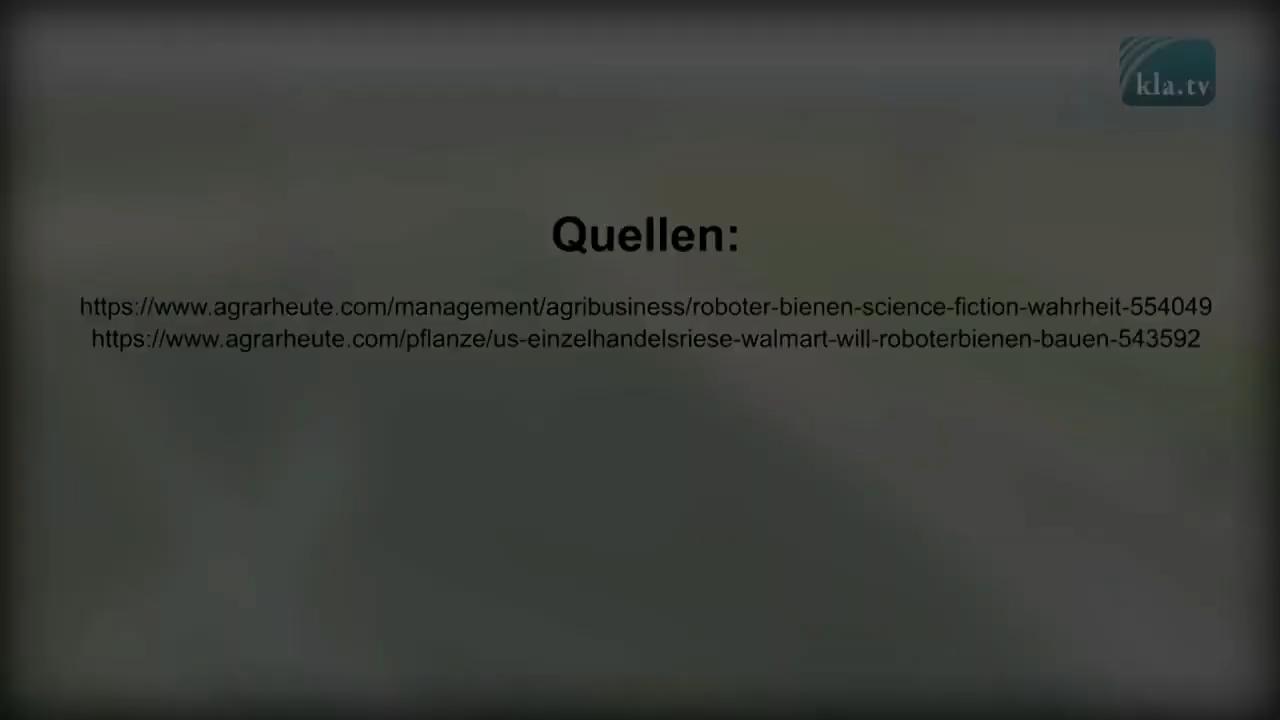 kla.tv
Quellen:
https://www.agrarheute.com/management/agribusiness/roboter-bienen-science-fiction-wahrheit-554049
https://www.agrarheute.com/pflanze/us-einzelhandelsriese-walmart-will-roboterbienen-bauen-543592